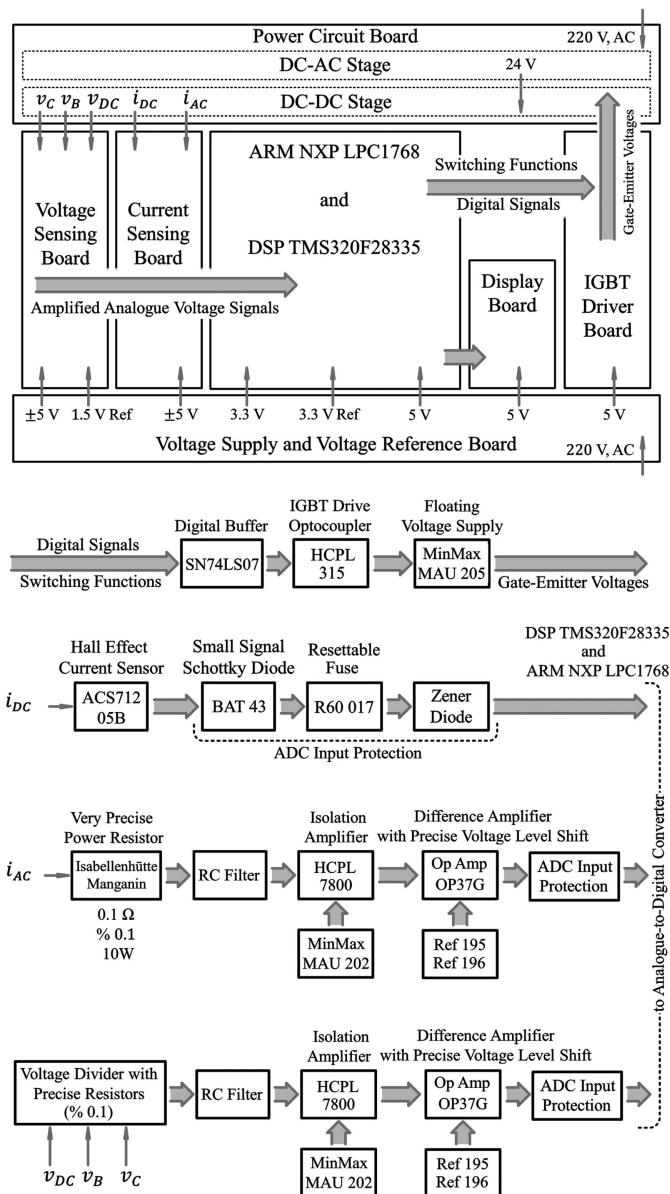 Power Circuit Board
220 V, AC
DC-AC Stage
24 V
DC-DC Stage
v_C v_B v_DC i_DC i_AC
Voltage
Sensing
Board
Current
Sensing
Board
ARM NXP LPC1768
and
DSP TMS320F28335
Switching Functions
Digital Signals
Gate-Emitter Voltages
Amplified Analogue Voltage Signals
Display
Board
IGBT
Driver
Board
±5 V
1.5 V Ref
±5 V
3.3 V
3.3 V Ref
5 V
5 V
5 V
Voltage Supply and Voltage Reference Board
220 V, AC
Digital Signals
Switching Functions
Digital Buffer
SN74LS07
IGBT Drive
Optocoupler
HCPL
315
Floating
Voltage Supply
MinMax
MAU 205
Gate-Emitter Voltages
i_DC
Hall Effect
Current Sensor
ACS712
05B
Small Signal
Schottky Diode
BAT 43
Resettable
Fuse
R60 017
Zener
Diode
ADC Input Protection
DSP TMS320F28335
and
ARM NXP LPC1768
i_AC
Very Precise
Power Resistor
Isabellenhütte
Manganin
0.1 Ω
% 0.1
10W
RC Filter
Isolation
Amplifier
HCPL
7800
MinMax
MAU 202
Difference Amplifier
with Precise Voltage Level Shift
Op Amp
OP37G
Ref 195
Ref 196
ADC Input
Protection
to Analogue-to-Digital Converter
Voltage Divider with
Precise Resistors
(% 0.1)
v_DC v_B v_C
RC Filter
Isolation
Amplifier
HCPL
7800
MinMax
MAU 202
Difference Amplifier
with Precise Voltage Level Shift
Op Amp
OP37G
Ref 195
Ref 196
ADC Input
Protection